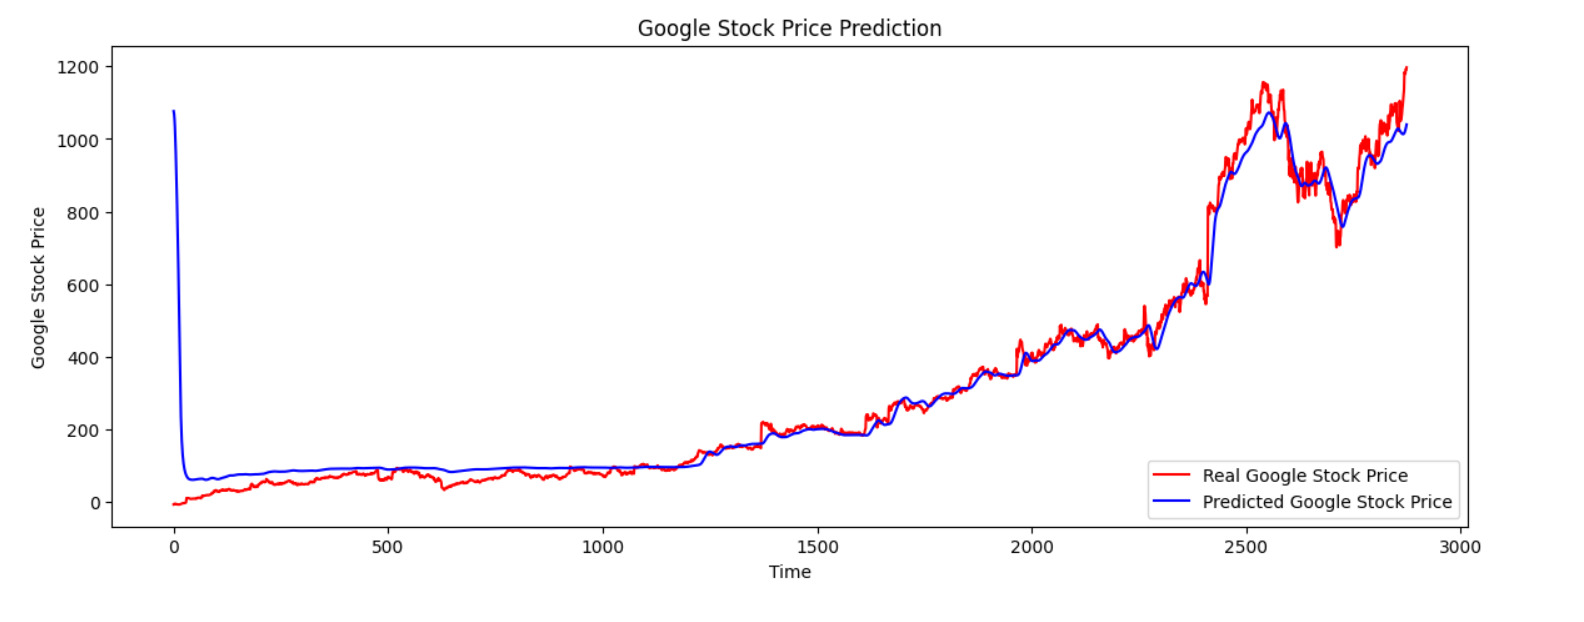 Google Stock Price Prediction
1200
1000
800
600
400
200
0
Google Stock Price
0
500
1000
1500
2000
2500
3000
Time
Real Google Stock Price
Predicted Google Stock Price